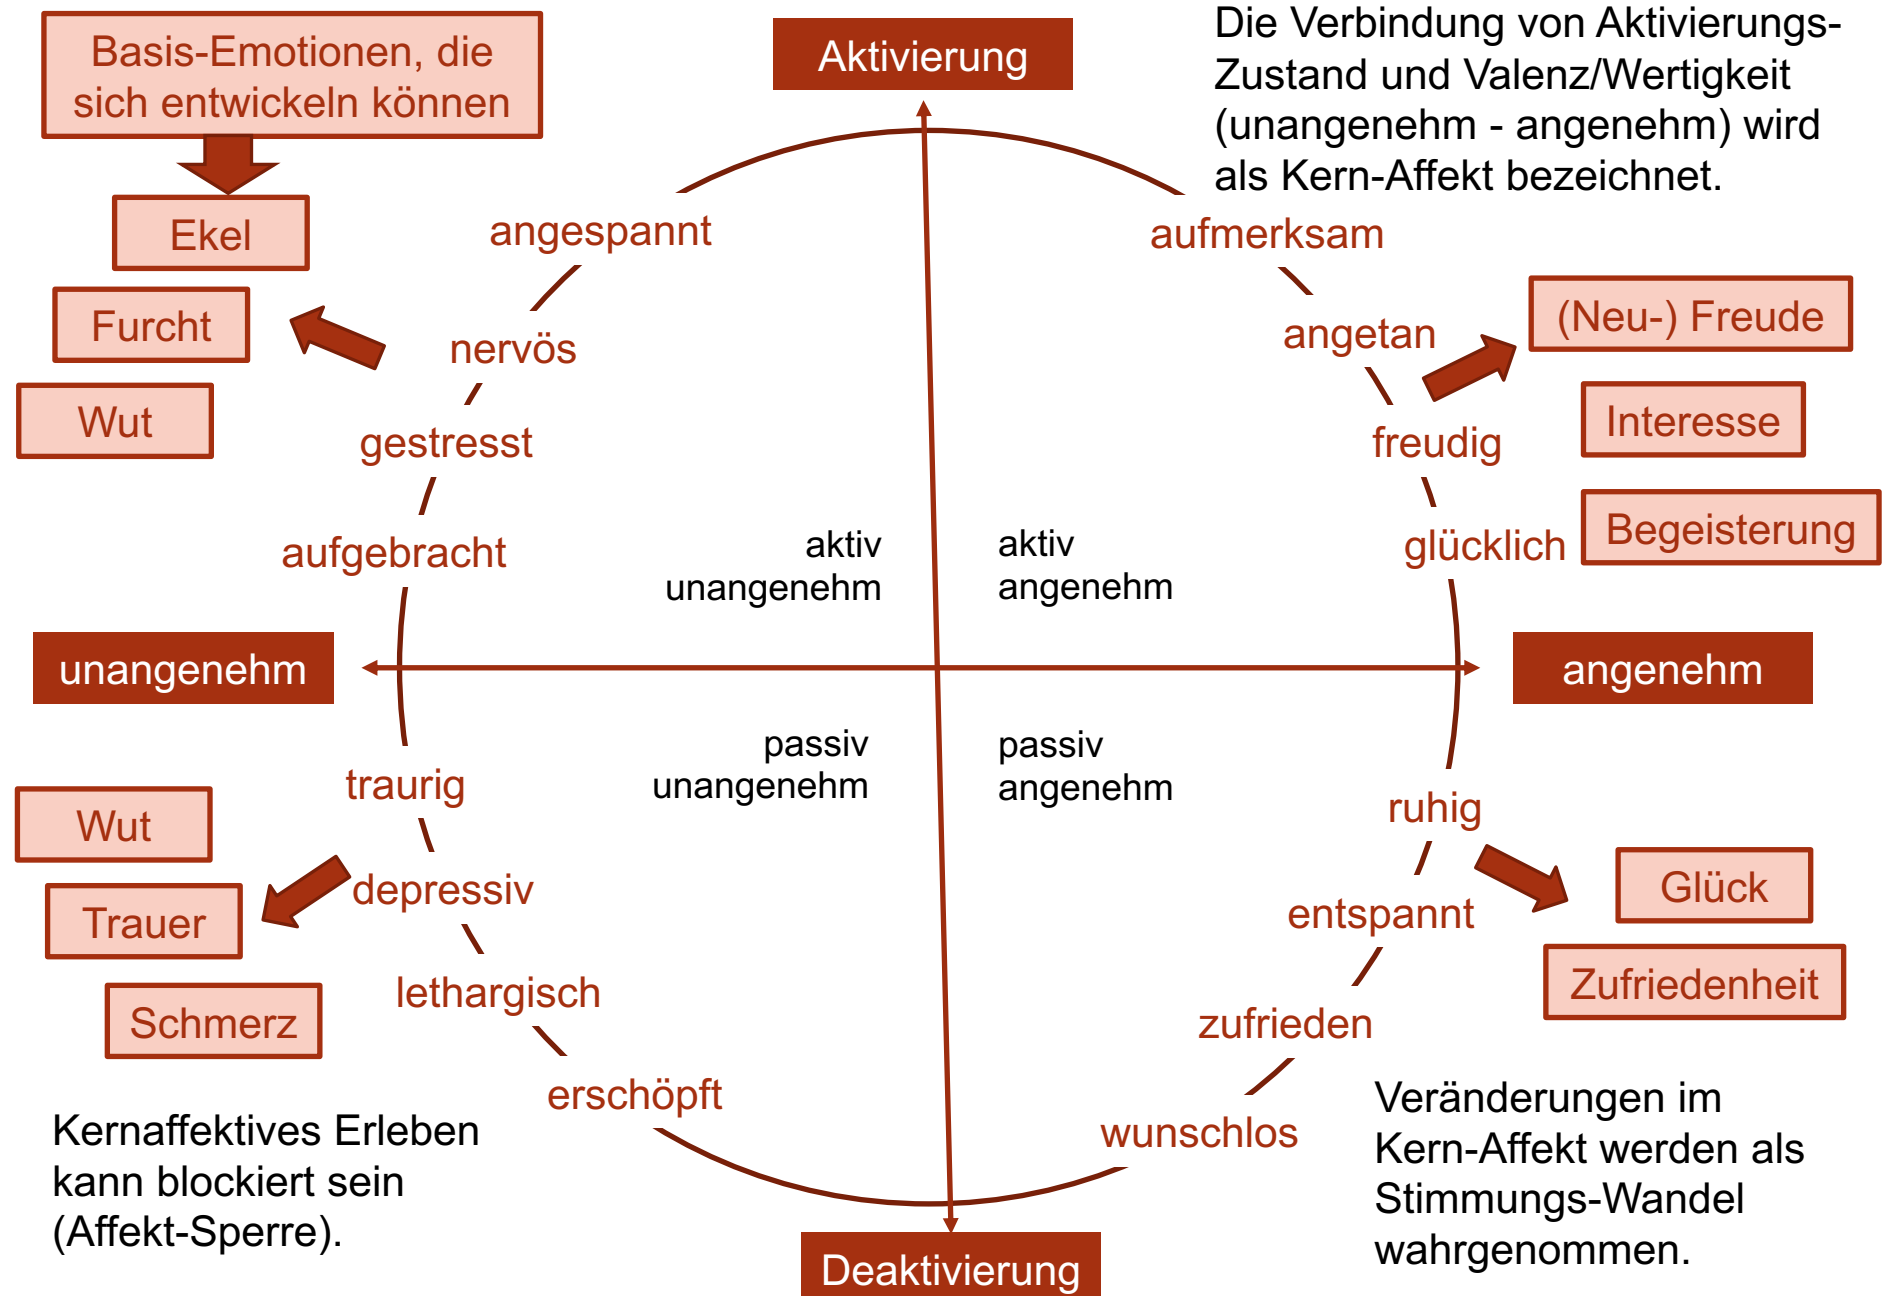 Basis-Emotionen, die
sich entwickeln können
Aktivierung
Die Verbindung von Aktivierungs-
Zustand und Valenz/Wertigkeit
(unangenehm - angenehm) wird
als Kern-Affekt bezeichnet.
Ekel
Furcht
Wut
angespannt
nervös
gestresst
aufgebracht
aufmerksam
angetan
freudig
glücklich
(Neu-) Freude
Interesse
Begeisterung
aktiv
unangenehm
aktiv
angenehm
unangenehm
angenehm
passiv
unangenehm
passiv
angenehm
Wut
Trauer
Schmerz
traurig
depressiv
lethargisch
erschöpft
ruhig
entspannt
zufrieden
wunschlos
Glück
Zufriedenheit
Kernaffektives Erleben
kann blockiert sein
(Affekt-Sperre).
Deaktivierung
Veränderungen im
Kern-Affekt werden als
Stimmungs-Wandel
wahrgenommen.